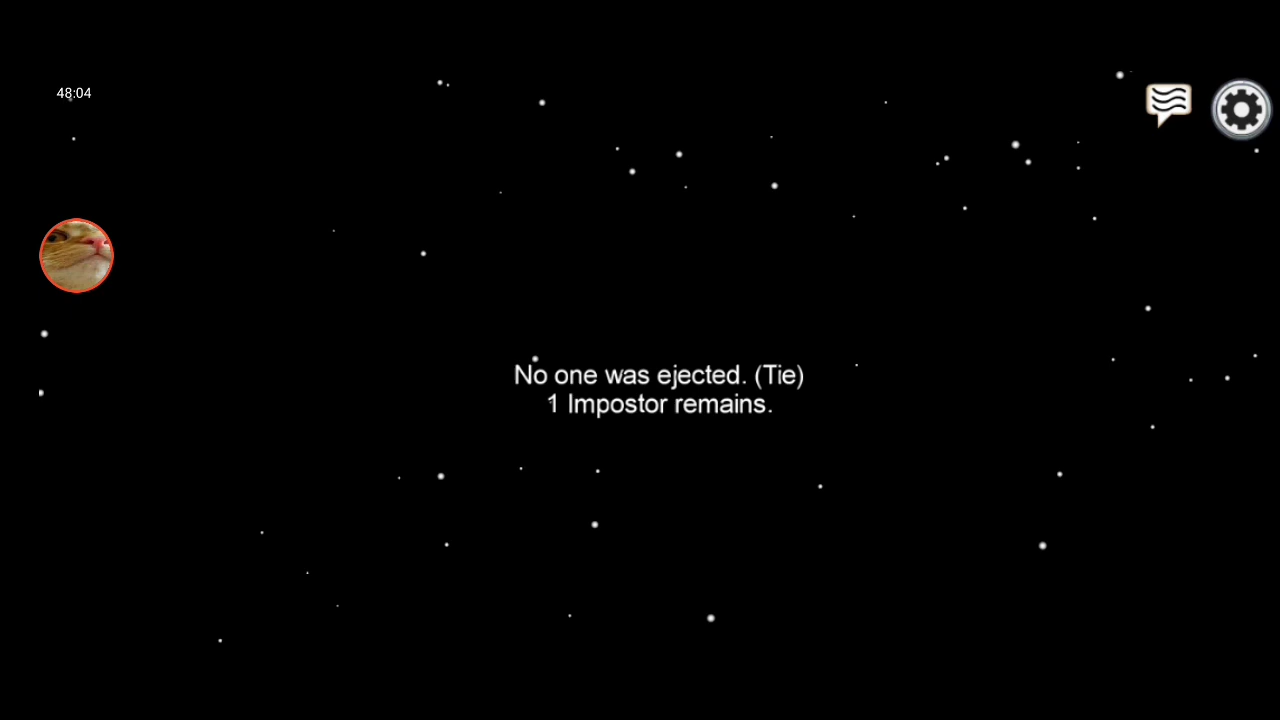 48:04
No one was ejected. (Tie)
1 Impostor remains.